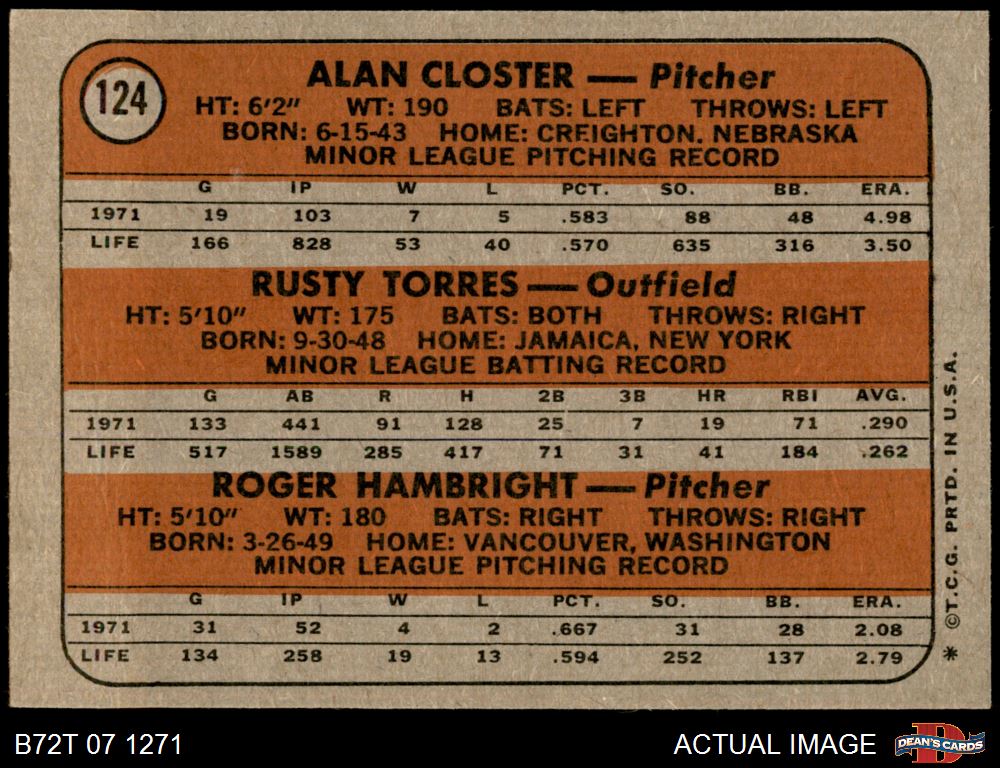 124
ALAN CLOSTER — Pitcher
HT: 6'2" WT: 190 BATS: LEFT THROWS: LEFT
BORN: 6-15-43 HOME: CREIGHTON, NEBRASKA
MINOR LEAGUE PITCHING RECORD
G IP W L PCT. SO. BB. ERA.
1971 19 103 7 5 .583 88 48 4.98
LIFE 166 828 53 40 .570 635 316 3.50
RUSTY TORRES — Outfield
HT: 5'10" WT: 175 BATS: BOTH THROWS: RIGHT
BORN: 9-30-48 HOME: JAMAICA, NEW YORK
MINOR LEAGUE BATTING RECORD
G AB R H 2B 3B HR RBI AVG.
1971 133 441 91 128 25 7 19 71 .290
LIFE 517 1589 285 417 71 31 41 184 .262
ROGER HAMBRIGHT — Pitcher
HT: 5'10" WT: 180 BATS: RIGHT THROWS: RIGHT
BORN: 3-26-49 HOME: VANCOUVER, WASHINGTON
MINOR LEAGUE PITCHING RECORD
G IP W L PCT. SO. BB. ERA.
1971 31 52 4 2 .667 31 28 2.08
LIFE 134 258 19 13 .594 252 137 2.79
* ©T.C.G. PRTD. IN U.S.A.
B72T 07 1271
ACTUAL IMAGE
D
DEAN'S CARDS